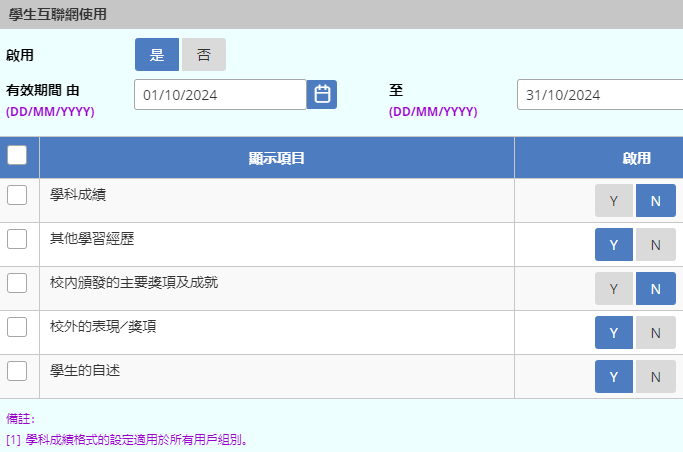 學生互聯網使用
啟用 是 否
有效期間 由 01/10/2024 至 31/10/2024
(DD/MM/YYYY) (DD/MM/YYYY)
顯示項目 啟用
學科成績 Y N
其他學習經歷 Y N
校內頒發的主要獎項及成就 Y N
校外的表現/獎項 Y N
學生的自述 Y N
備註:
[1] 學科成績格式的設定適用於所有用戶組別。